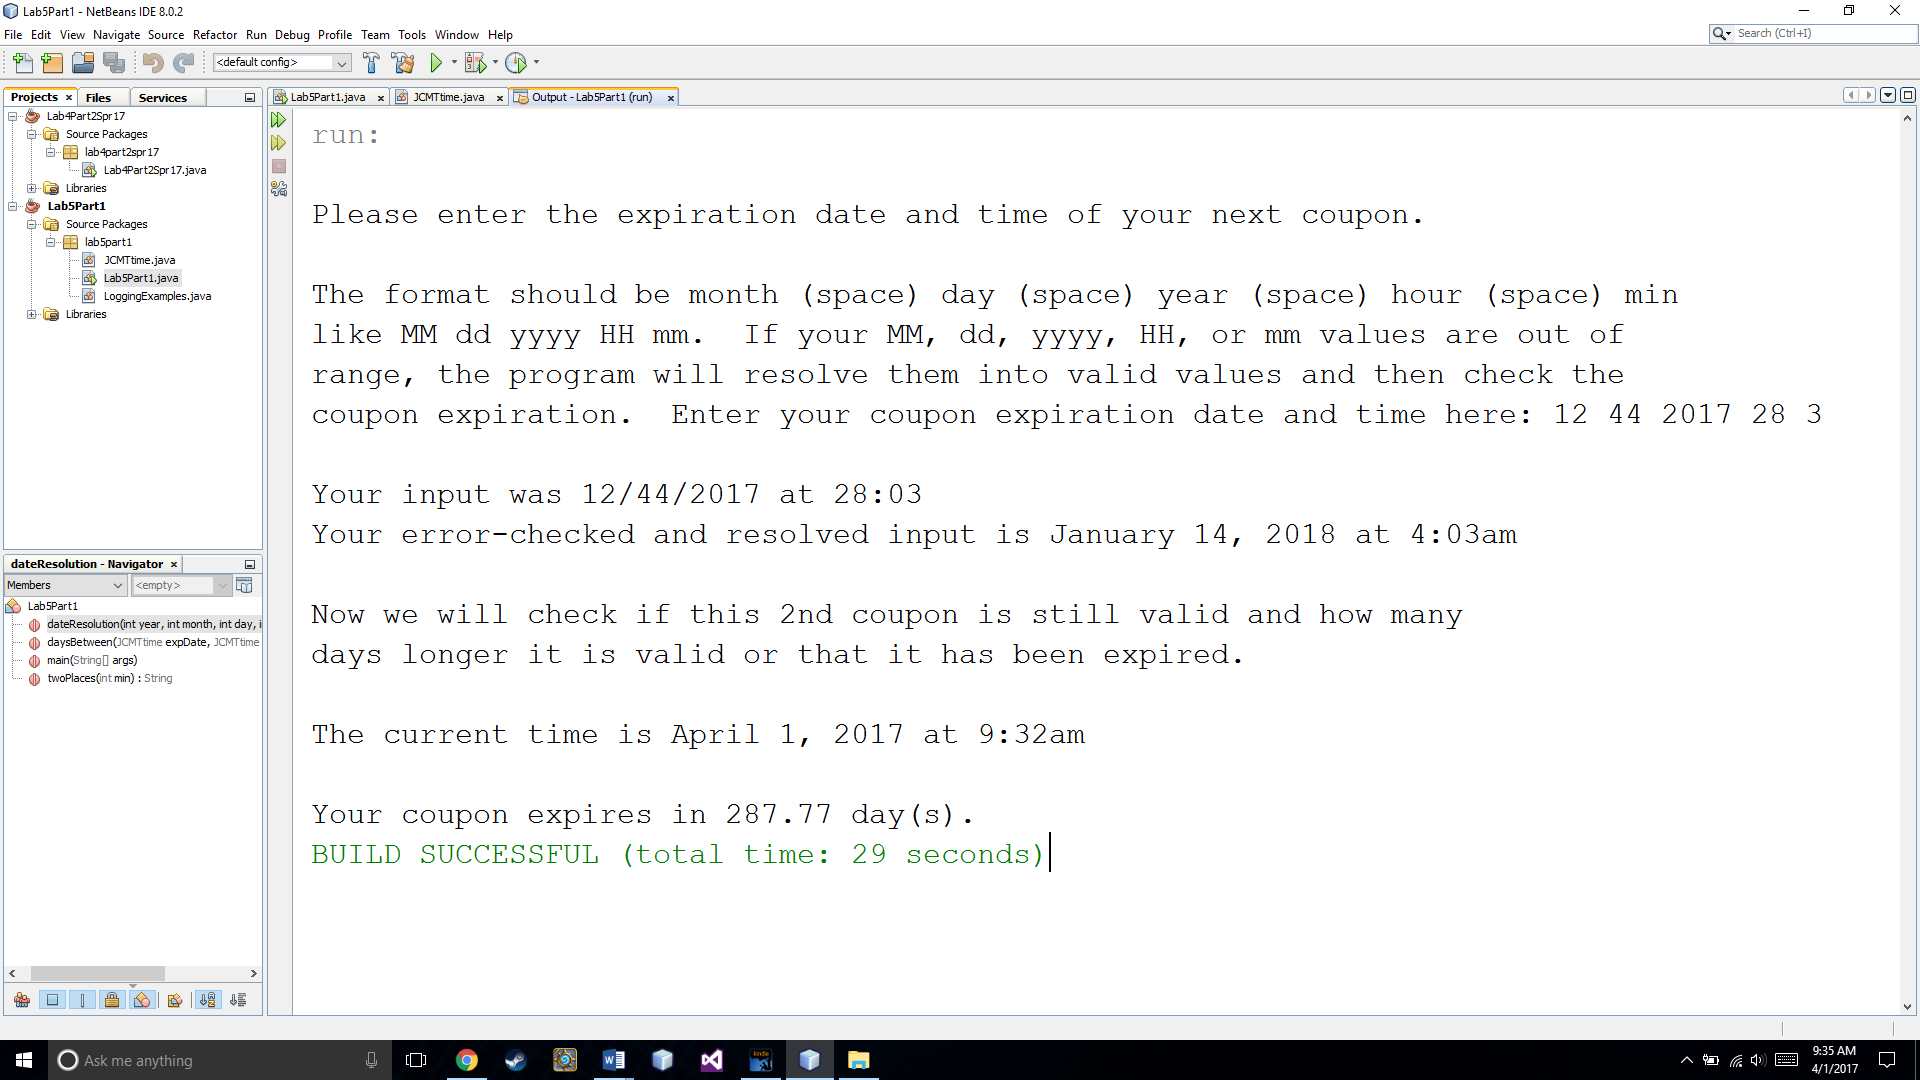 Lab5Part1 - NetBeans IDE 8.0.2
File Edit View Navigate Source Refactor Run Debug Profile Team Tools Window Help
Search (Ctrl+I)
<default config>
Projects × Files Services
Lab5Part1.java × JCMTtime.java × Output - Lab5Part1 (run) ×
Lab4Part2Spr17
Source Packages
lab4part2spr17
Lab4Part2Spr17.java
Libraries
Lab5Part1
Source Packages
lab5part1
JCMTtime.java
Lab5Part1.java
LoggingExamples.java
Libraries
dateResolution - Navigator ×
Members <empty>
Lab5Part1
dateResolution(int year, int month, int day, i
daysBetween(JCMTtime expDate, JCMTtime
main(String[] args)
twoPlaces(int min) : String
run:
Please enter the expiration date and time of your next coupon.
The format should be month (space) day (space) year (space) hour (space) min
like MM dd yyyy HH mm.  If your MM, dd, yyyy, HH, or mm values are out of
range, the program will resolve them into valid values and then check the
coupon expiration.  Enter your coupon expiration date and time here: 12 44 2017 28 3
Your input was 12/44/2017 at 28:03
Your error-checked and resolved input is January 14, 2018 at 4:03am
Now we will check if this 2nd coupon is still valid and how many
days longer it is valid or that it has been expired.
The current time is April 1, 2017 at 9:32am
Your coupon expires in 287.77 day(s).
BUILD SUCCESSFUL (total time: 29 seconds)
Ask me anything
kindle
9:35 AM
4/1/2017